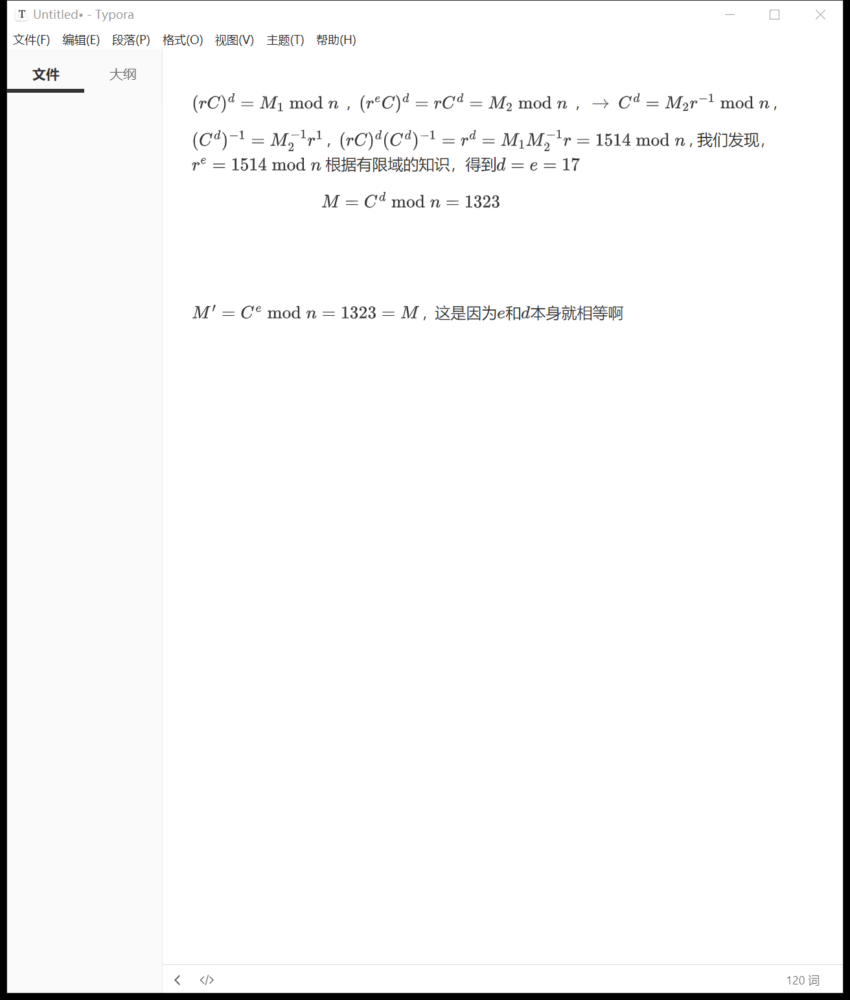 Untitled• - Typora
文件(F) 编辑(E) 段落(P) 格式(O) 视图(V) 主题(T) 帮助(H)
文件 大纲
$(rC)^d = M_1 \bmod n$ , $(r^eC)^d = rC^d = M_2 \bmod n$ , $\rightarrow C^d = M_2r^{-1} \bmod n$ ,
$(C^d)^{-1} = M_2^{-1}r^1$ , $(rC)^d(C^d)^{-1} = r^d = M_1M_2^{-1}r = 1514 \bmod n$ , 我们发现，
$r^e = 1514 \bmod n$ 根据有限域的知识，得到$d = e = 17$
$M = C^d \bmod n = 1323$
$M' = C^e \bmod n = 1323 = M$，这是因为$e$和$d$本身就相等啊
</> 120 词